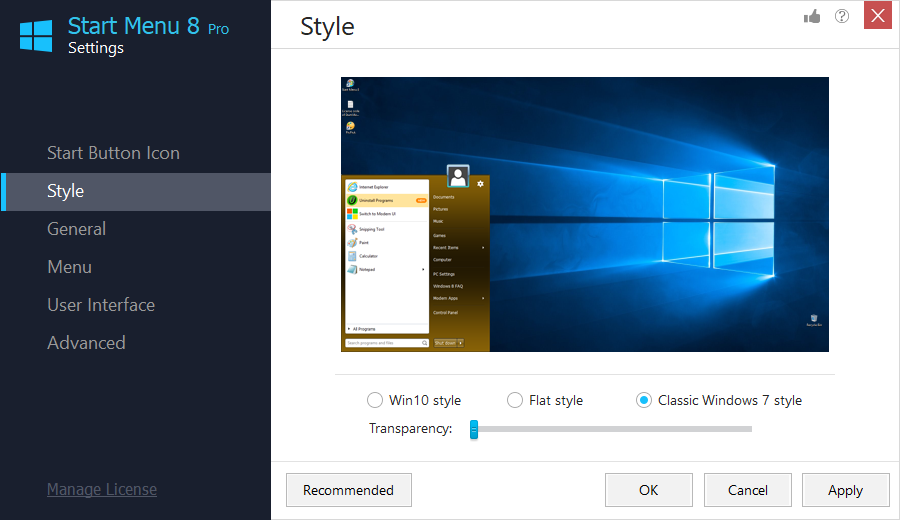 Start Menu 8 Pro
Settings
Start Button Icon
Style
General
Menu
User Interface
Advanced
Manage License
Style
Internet Explorer
Uninstall Programs
Switch to Modern UI
Snipping Tool
Paint
Calculator
Notepad
All Programs
Search programs and files
Documents
Pictures
Music
Games
Recent Items
Computer
PC Settings
Windows 8 FAQ
Modern Apps
Control Panel
Shut down
Recycle Bin
Win10 style
Flat style
Classic Windows 7 style
Transparency:
Recommended
OK
Cancel
Apply